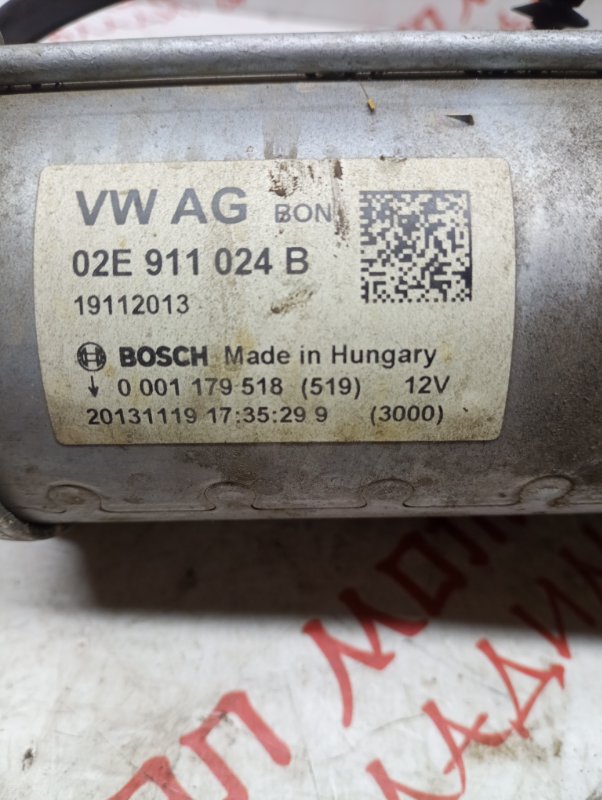 VW AG BON
02E 911 024 B
19112013
BOSCH Made in Hungary
↓ 0 001 179 518 (519) 12V
20131119 17:35:29 9 (3000)